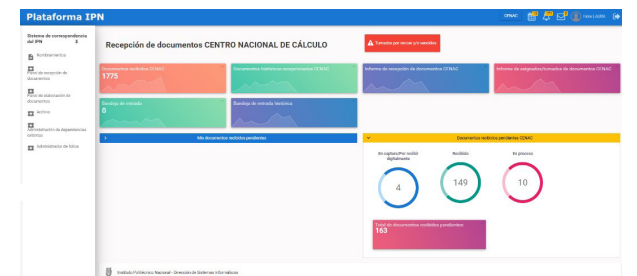 Plataforma IPN
CENAC
Sistema de correspondencia
del IPN 3
Nombramientos
Panel de recepción de
documentos
Panel de elaboración de
documentos
Archivo
Administración de dependencias
externas
Administrador de folios
Recepción de documentos CENTRO NACIONAL DE CÁLCULO
Turnados por vencer y/o vencidos.
Documentos recibidos CENAC
1775
Documentos históricos recepcionados CENAC
Informe de recepción de documentos CENAC
Informe de asignados/turnados de documentos CENAC
Bandeja de entrada
0
Bandeja de entrada histórico
Mis documentos recibidos pendientes
Documentos recibidos pendientes CENAC
En captura/Por recibir
digitalmente
Recibido
En proceso
4
149
10
Total de documentos recibidos pendientes
163
Instituto Politécnico Nacional - Dirección de Sistemas Informáticos